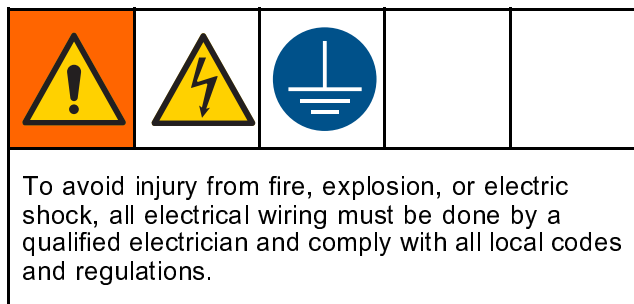 To avoid injury from fire, explosion, or electric
shock, all electrical wiring must be done by a
qualified electrician and comply with all local codes
and regulations.